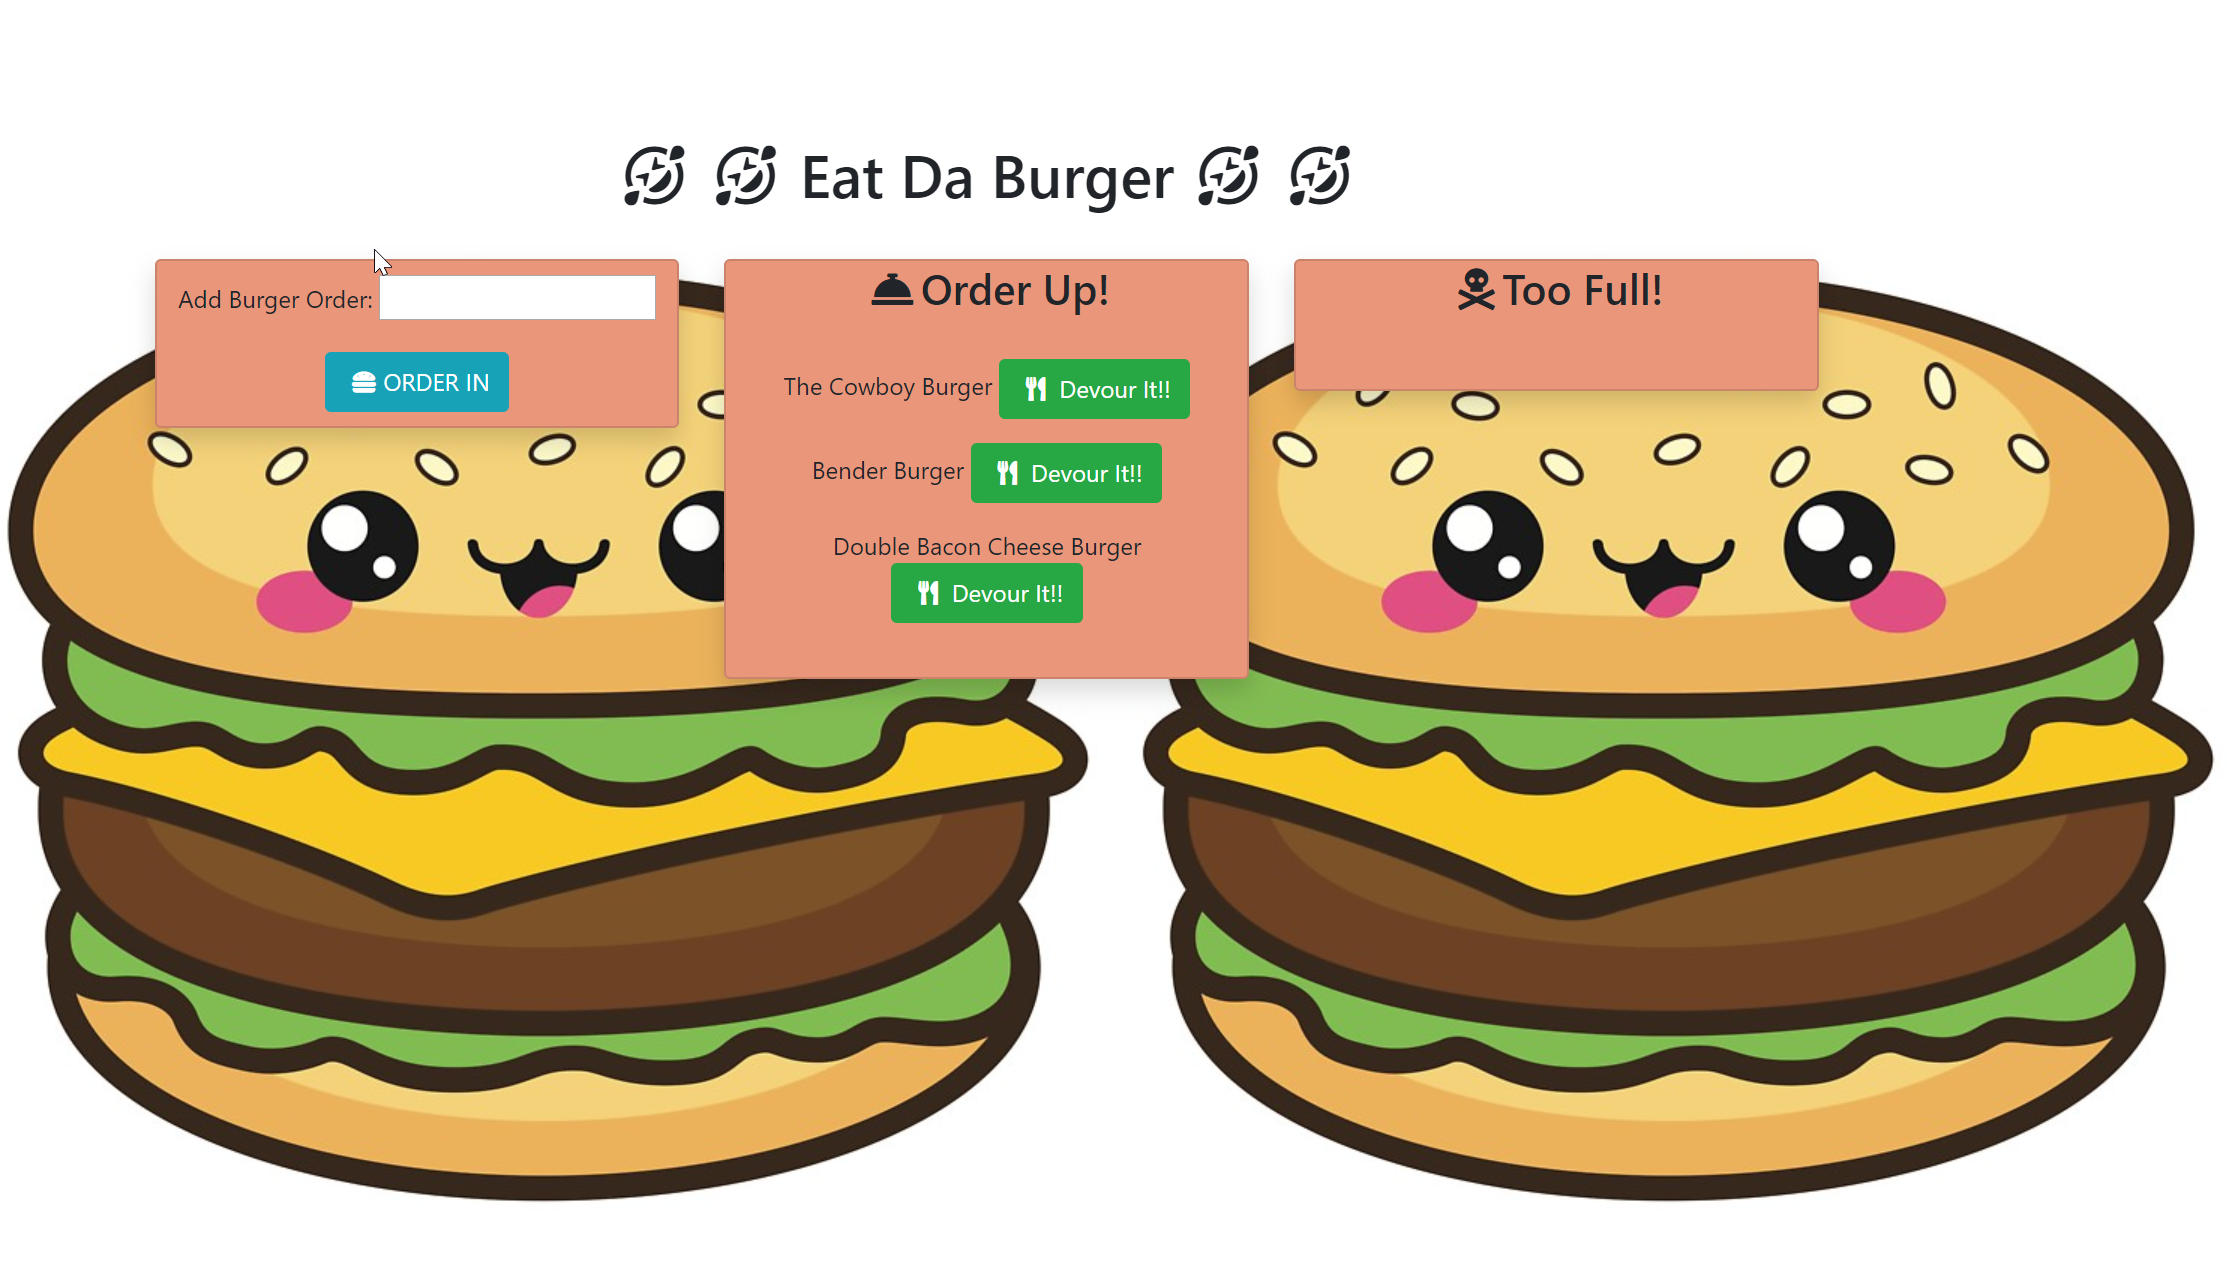 Eat Da Burger
Add Burger Order:
ORDER IN
Order Up!
The Cowboy Burger Devour It!!
Bender Burger Devour It!!
Double Bacon Cheese Burger
Devour It!!
Too Full!